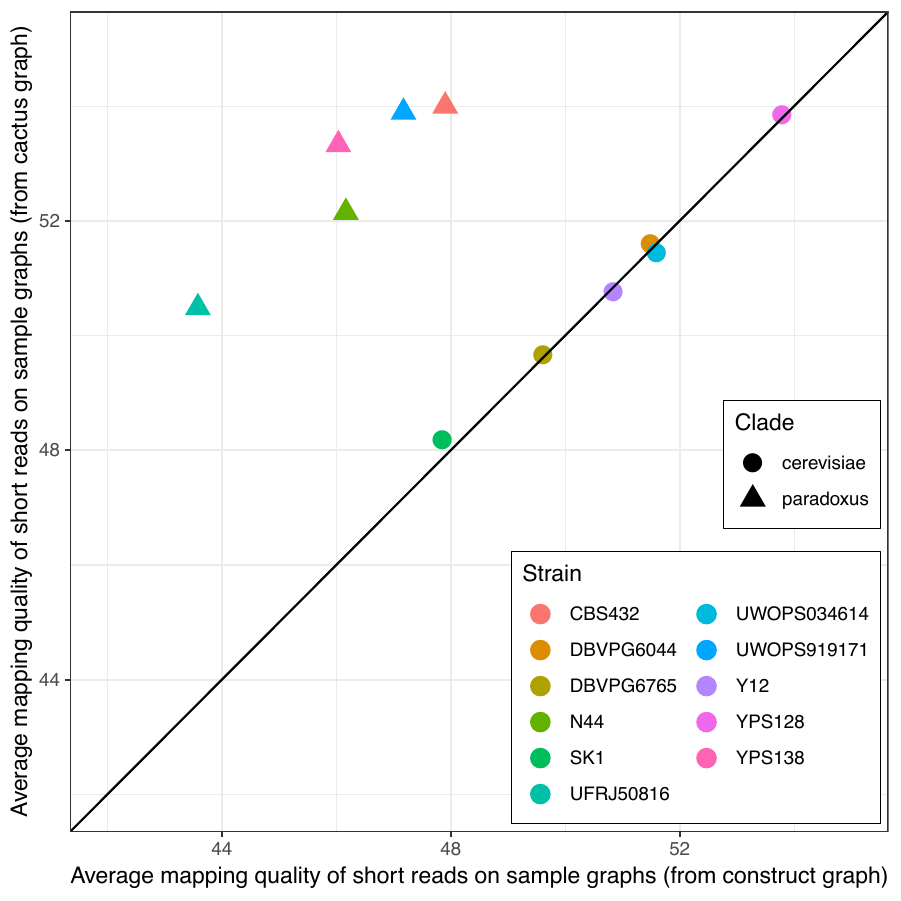 Average mapping quality of short reads on sample graphs (from cactus graph)
52
48
44
Clade
cerevisiae
paradoxus
Strain
CBS432
DBVPG6044
DBVPG6765
N44
SK1
UFRJ50816
UWOPS034614
UWOPS919171
Y12
YPS128
YPS138
44 48 52
Average mapping quality of short reads on sample graphs (from construct graph)